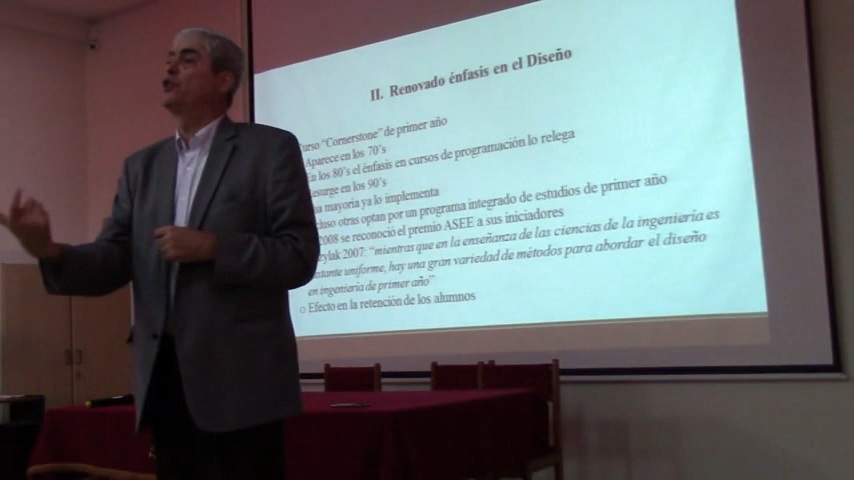 II. Renovado énfasis en el Diseño
"Cornerstone" de primer año
Aparece en los 70's
los 80's el énfasis en cursos de programación lo relega
en los 90's
mayoria ya lo implementa
otras optan por un programa integrado de estudios de primer año
2008 se reconoció el premio ASEE a sus iniciadores
2007: "mientras que en la enseñanza de las ciencias de la ingeniería es
uniforme, hay una gran variedad de métodos para abordar el diseño
en ingeniería de primer año"
o Efecto en la retención de los alumnos